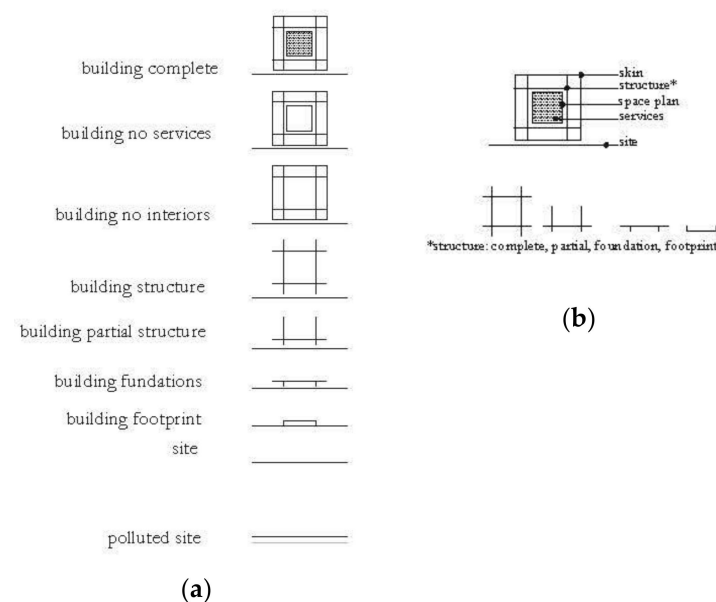 building complete
building no services
building no interiors
building structure
building partial structure
building fundations
building footprint
site
polluted site
(a)
skin
structure*
space plan
services
site
*structure: complete, partial, foundation, footprint
(b)